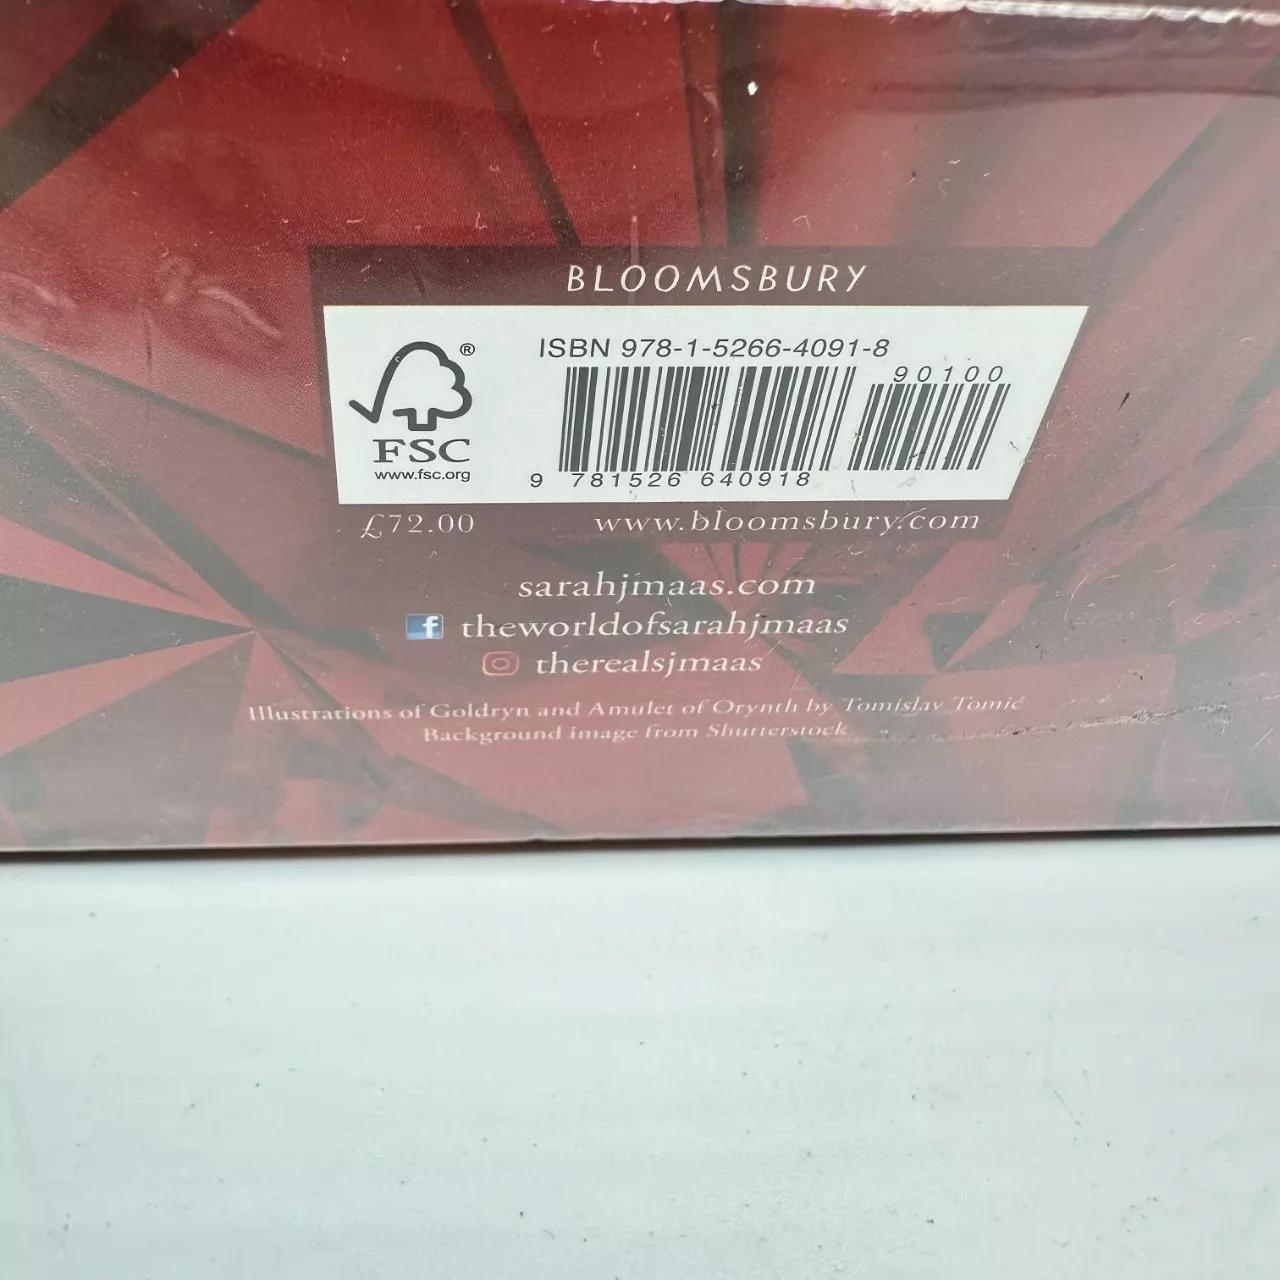 BLOOMSBURY
ISBN 978-1-5266-4091-8
90100
®
FSC
www.fsc.org
9 781526 640918
£72.00
www.bloomsbury.com
sarahjmaas.com
f theworldofsarahjmaas
therealsjmaas
Illustrations of Goldryn and Amulet of Orynth by Tomislav Tomić
Background image from Shutterstock